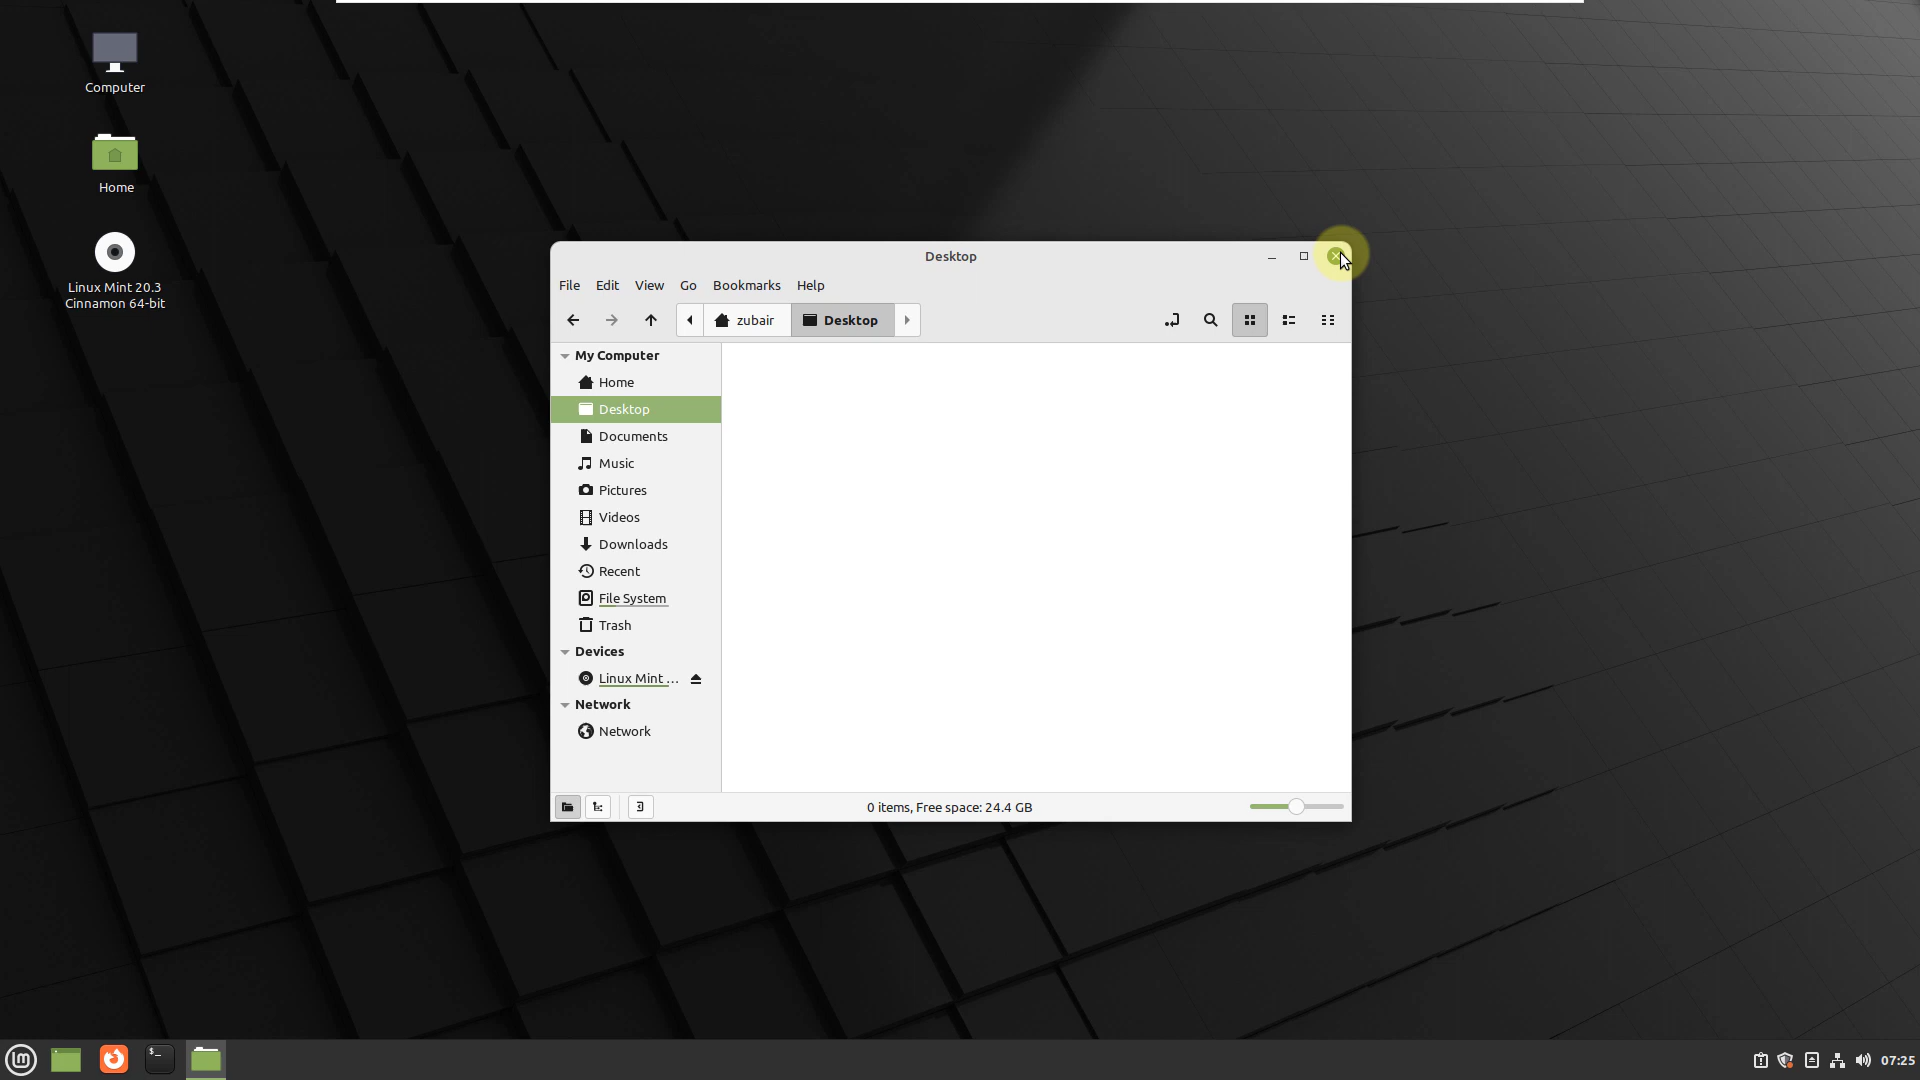 Computer
Home
Linux Mint 20.3
Cinnamon 64-bit
Desktop
File Edit View Go Bookmarks Help
zubair Desktop
My Computer
Home
Desktop
Documents
Music
Pictures
Videos
Downloads
Recent
File System
Trash
Devices
Linux Mint ...
Network
Network
0 items, Free space: 24.4 GB
lm $_ 07:25